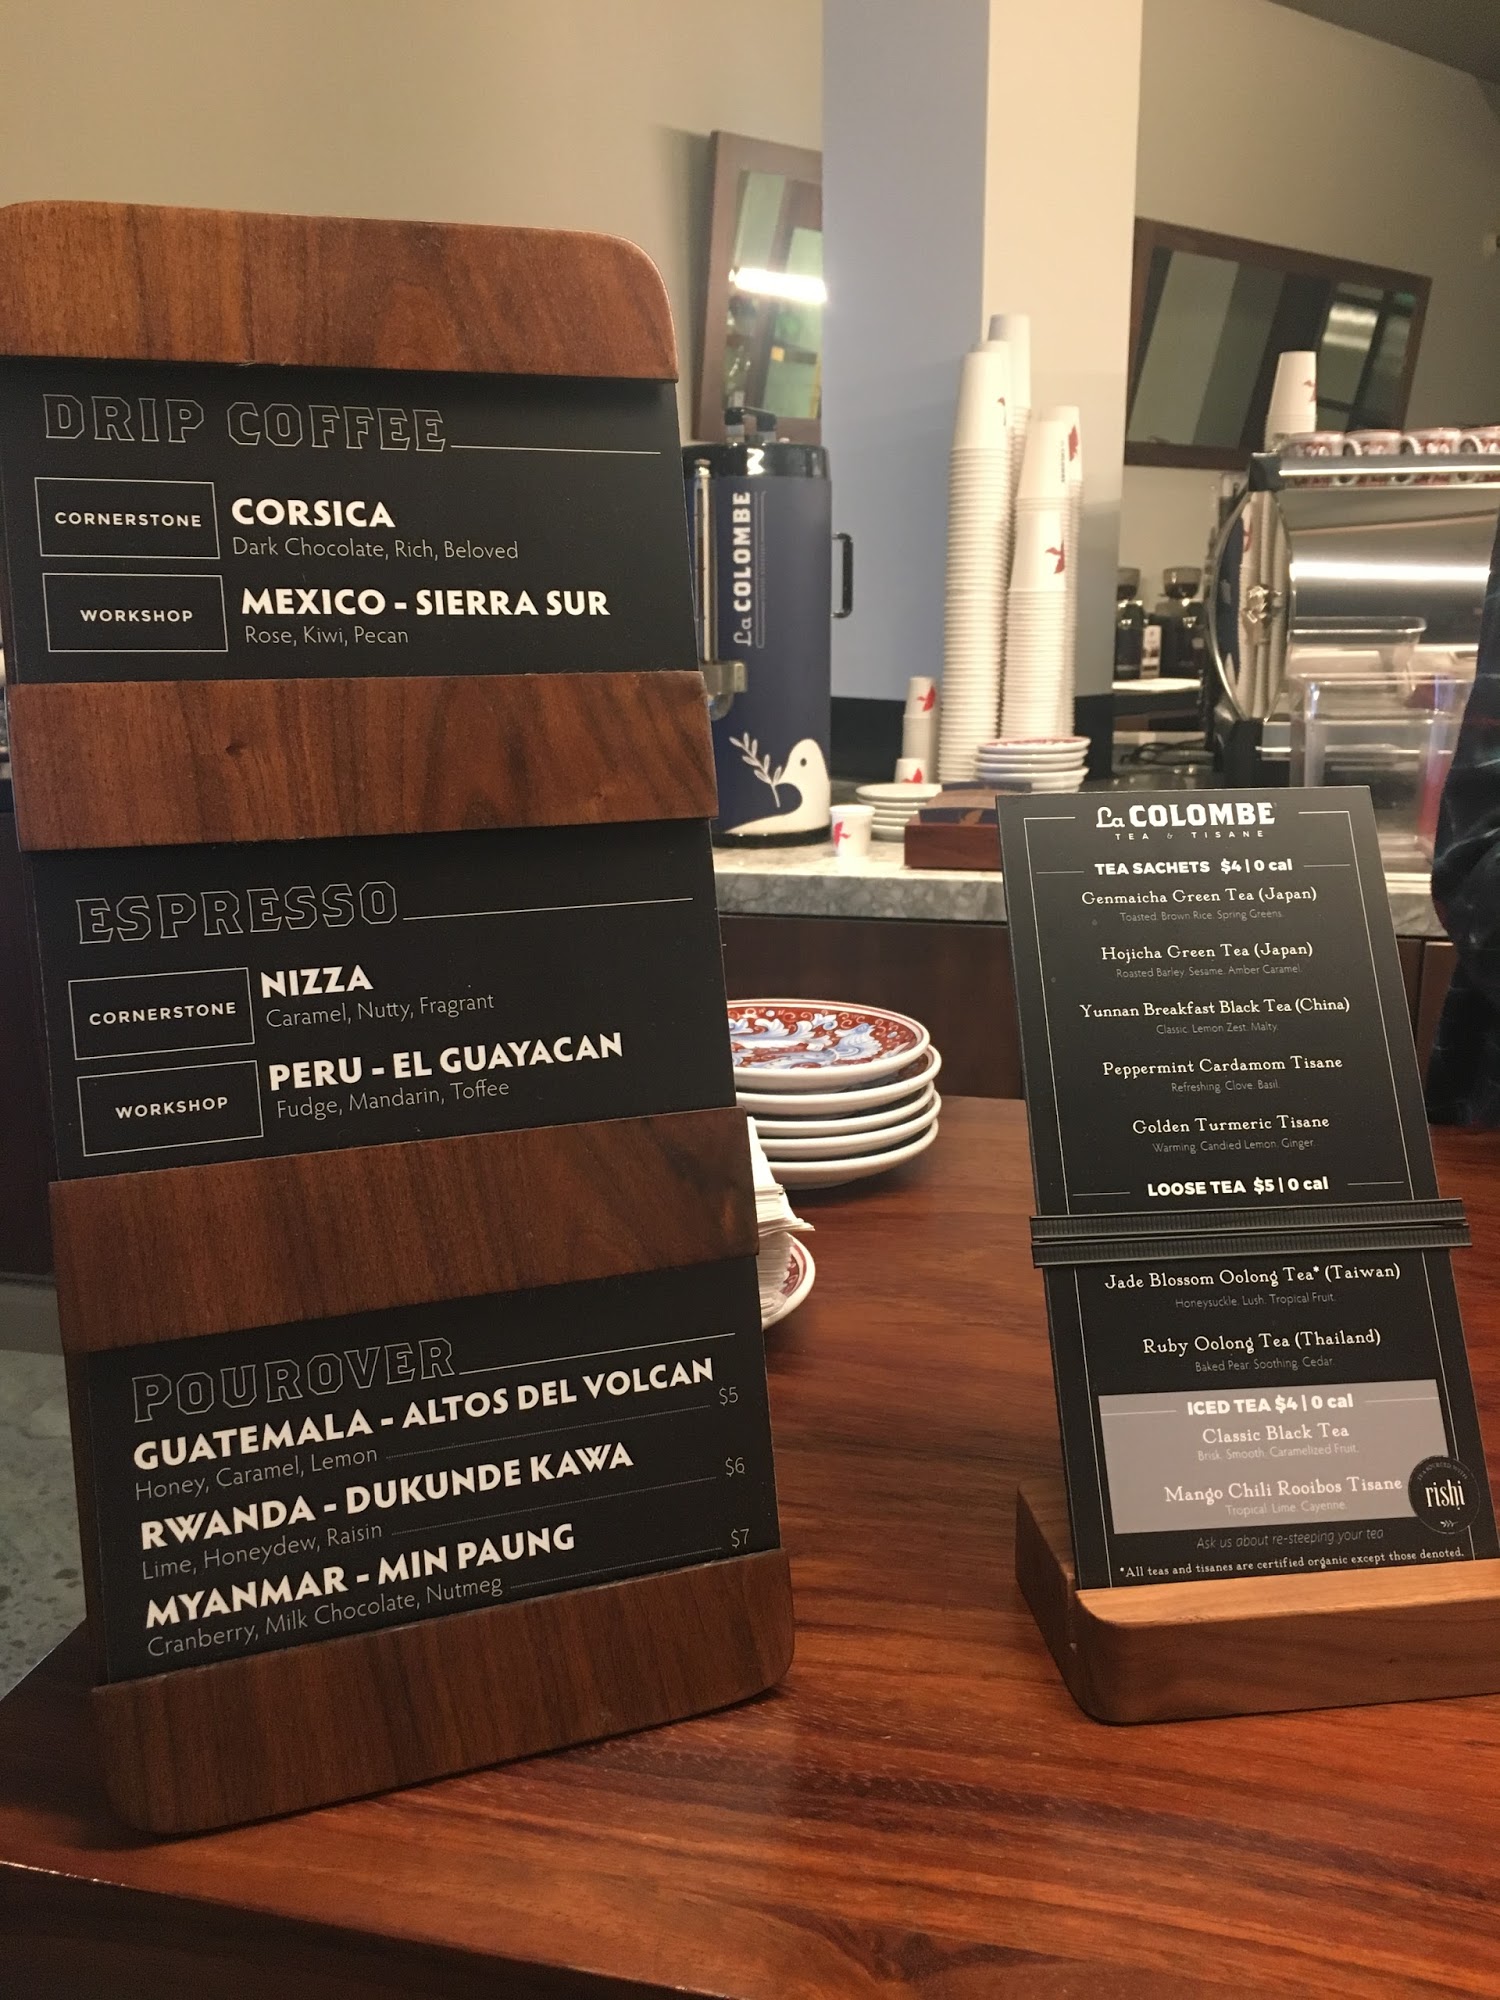 DRIP COFFEE
CORNERSTONE
CORSICA
Dark Chocolate, Rich, Beloved
WORKSHOP
MEXICO - SIERRA SUR
Rose, Kiwi, Pecan
ESPRESSO
CORNERSTONE
NIZZA
Caramel, Nutty, Fragrant
WORKSHOP
PERU - EL GUAYACAN
Fudge, Mandarin, Toffee
POUROVER
GUATEMALA - ALTOS DEL VOLCAN
Honey, Caramel, Lemon $5
RWANDA - DUKUNDE KAWA
Lime, Honeydew, Raisin $6
MYANMAR - MIN PAUNG
Cranberry, Milk Chocolate, Nutmeg $7
La COLOMBE
La COLOMBE
TEA & TISANE
TEA SACHETS $4 | 0 cal
Genmaicha Green Tea (Japan)
Toasted. Brown Rice. Spring Greens.
Hojicha Green Tea (Japan)
Roasted Barley. Sesame. Amber Caramel.
Yunnan Breakfast Black Tea (China)
Classic. Lemon Zest. Malty.
Peppermint Cardamom Tisane
Refreshing. Clove. Basil.
Golden Turmeric Tisane
Warming. Candied Lemon. Ginger.
LOOSE TEA $5 | 0 cal
Jade Blossom Oolong Tea* (Taiwan)
Honeysuckle. Lush. Tropical Fruit.
Ruby Oolong Tea (Thailand)
Baked Pear. Soothing. Cedar.
ICED TEA $4 | 0 cal
Classic Black Tea
Brisk. Smooth. Caramelized Fruit.
Mango Chili Rooibos Tisane
Tropical. Lime. Cayenne.
rishi
Ask us about re-steeping your tea
*All teas and tisanes are certified organic except those denoted.